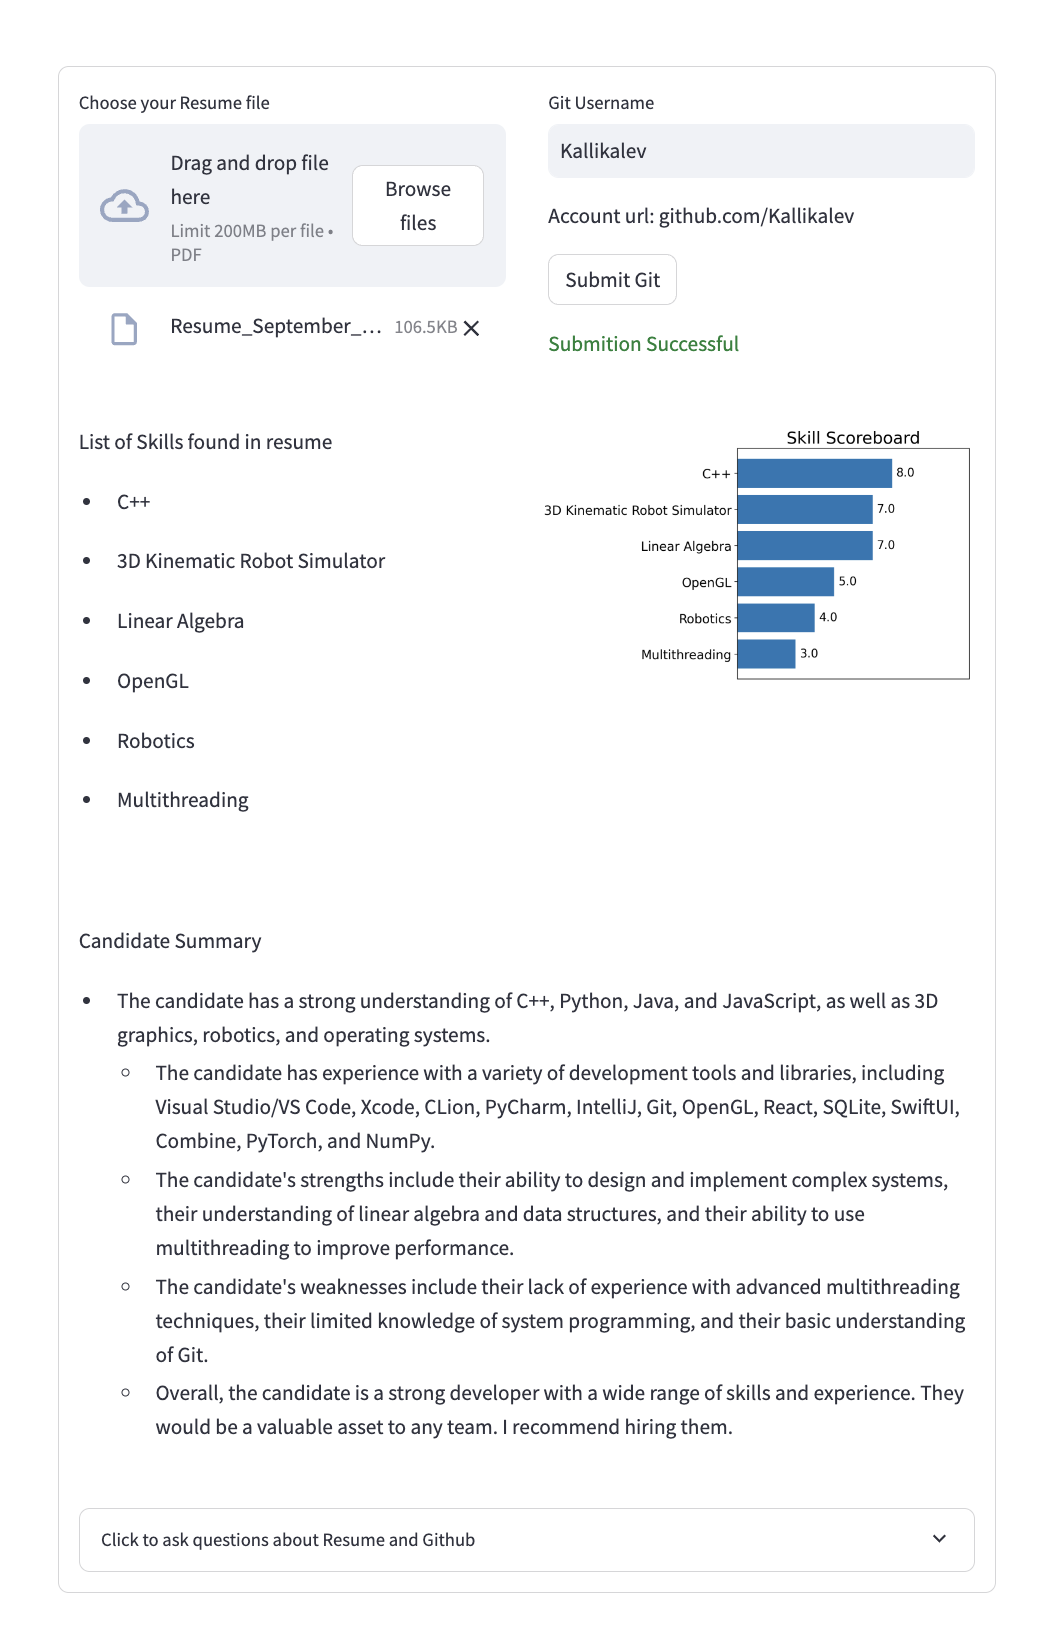 Choose your Resume file
Drag and drop file
here
Limit 200MB per file •
PDF
Browse
files
Resume_September_... 106.5KB
Git Username
Kallikalev
Account url: github.com/Kallikalev
Submit Git
Submition Successful
List of Skills found in resume
• C++
• 3D Kinematic Robot Simulator
• Linear Algebra
• OpenGL
• Robotics
• Multithreading
Skill Scoreboard
C++ 8.0
3D Kinematic Robot Simulator 7.0
Linear Algebra 7.0
OpenGL 5.0
Robotics 4.0
Multithreading 3.0
Candidate Summary
• The candidate has a strong understanding of C++, Python, Java, and JavaScript, as well as 3D
graphics, robotics, and operating systems.
◦ The candidate has experience with a variety of development tools and libraries, including
Visual Studio/VS Code, Xcode, CLion, PyCharm, IntelliJ, Git, OpenGL, React, SQLite, SwiftUI,
Combine, PyTorch, and NumPy.
◦ The candidate's strengths include their ability to design and implement complex systems,
their understanding of linear algebra and data structures, and their ability to use
multithreading to improve performance.
◦ The candidate's weaknesses include their lack of experience with advanced multithreading
techniques, their limited knowledge of system programming, and their basic understanding
of Git.
◦ Overall, the candidate is a strong developer with a wide range of skills and experience. They
would be a valuable asset to any team. I recommend hiring them.
Click to ask questions about Resume and Github